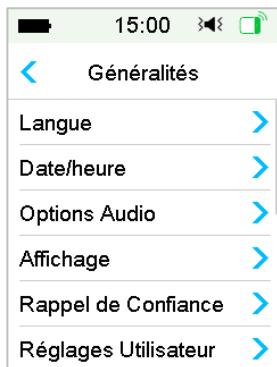 15:00
Généralités
Langue
Date/heure
Options Audio
Affichage
Rappel de Confiance
Réglages Utilisateur